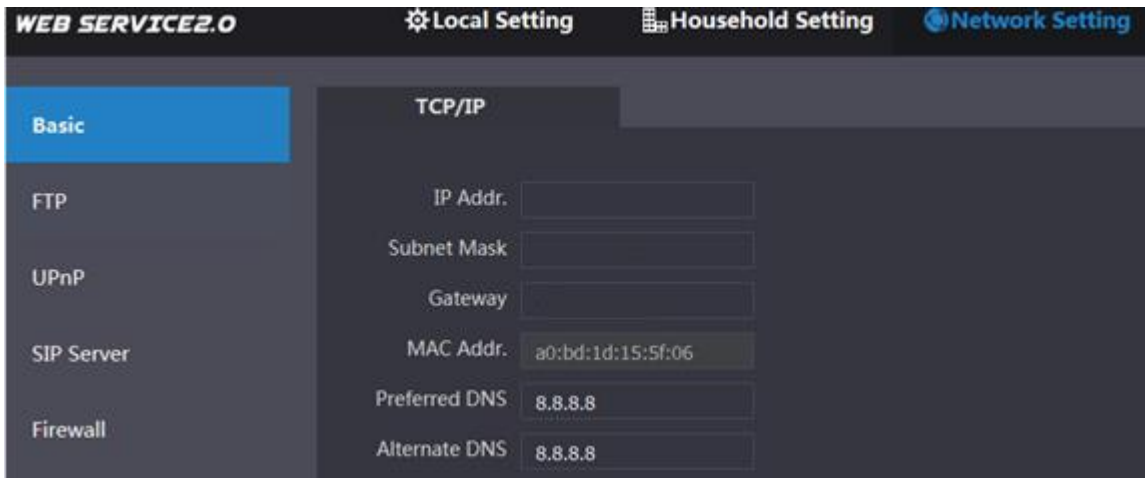 WEB SERVICE2.0
Local Setting
Household Setting
Network Setting
Basic
FTP
UPnP
SIP Server
Firewall
TCP/IP
IP Addr.
Subnet Mask
Gateway
MAC Addr. a0:bd:1d:15:5f:06
Preferred DNS 8.8.8.8
Alternate DNS 8.8.8.8